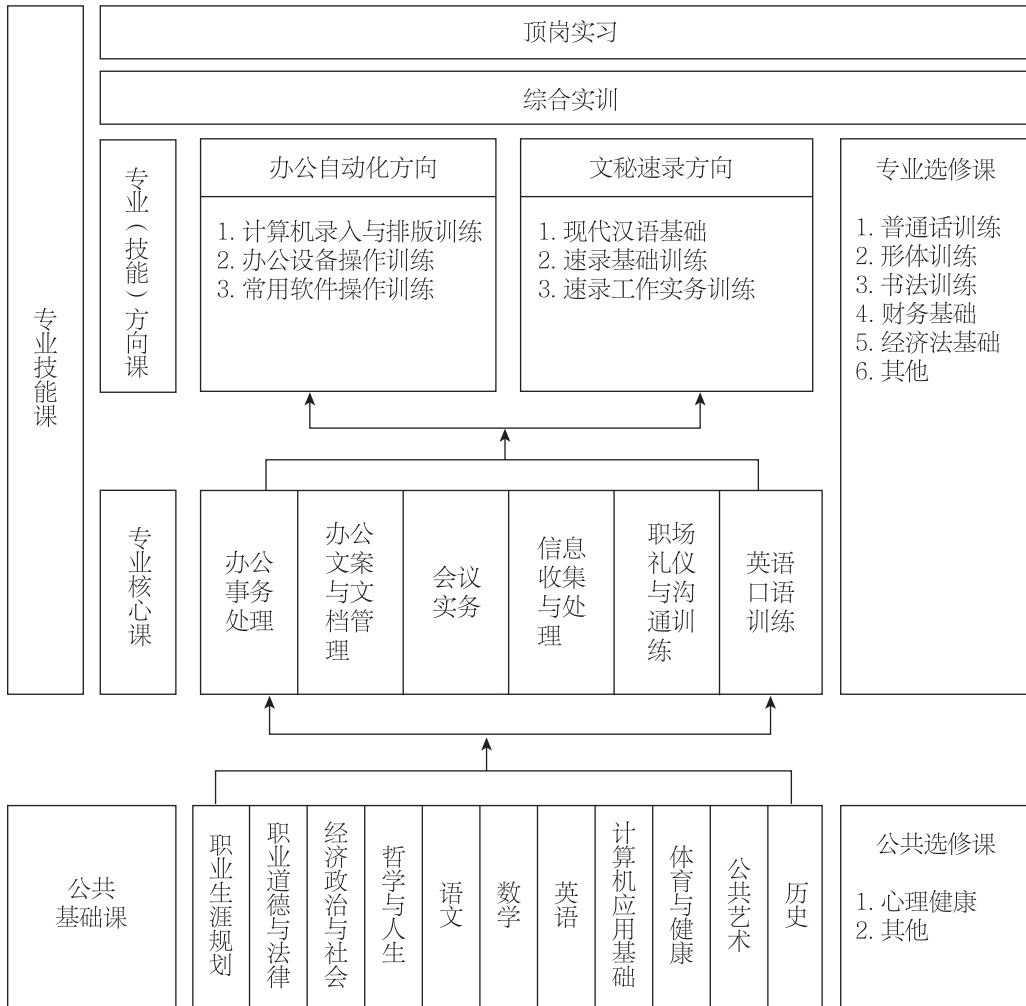 顶岗实习
综合实训
专业技能课
专业（技能）方向课
办公自动化方向
1. 计算机录入与排版训练
2. 办公设备操作训练
3. 常用软件操作训练
文秘速录方向
1. 现代汉语基础
2. 速录基础训练
3. 速录工作实务训练
专业选修课
1. 普通话训练
2. 形体训练
3. 书法训练
4. 财务基础
5. 经济法基础
6. 其他
专业核心课
办公
事务
处理
办公
文案
与文
档管
理
会议
实务
信息
收集
与处
理
职场
礼仪
与沟
通训
练
英语
口语
训练
公共
基础课
职业生涯规划
职业道德与法律
经济政治与社会
哲学与人生
语文
数学
英语
计算机应用基础
体育与健康
公共艺术
历史
公共选修课
1. 心理健康
2. 其他